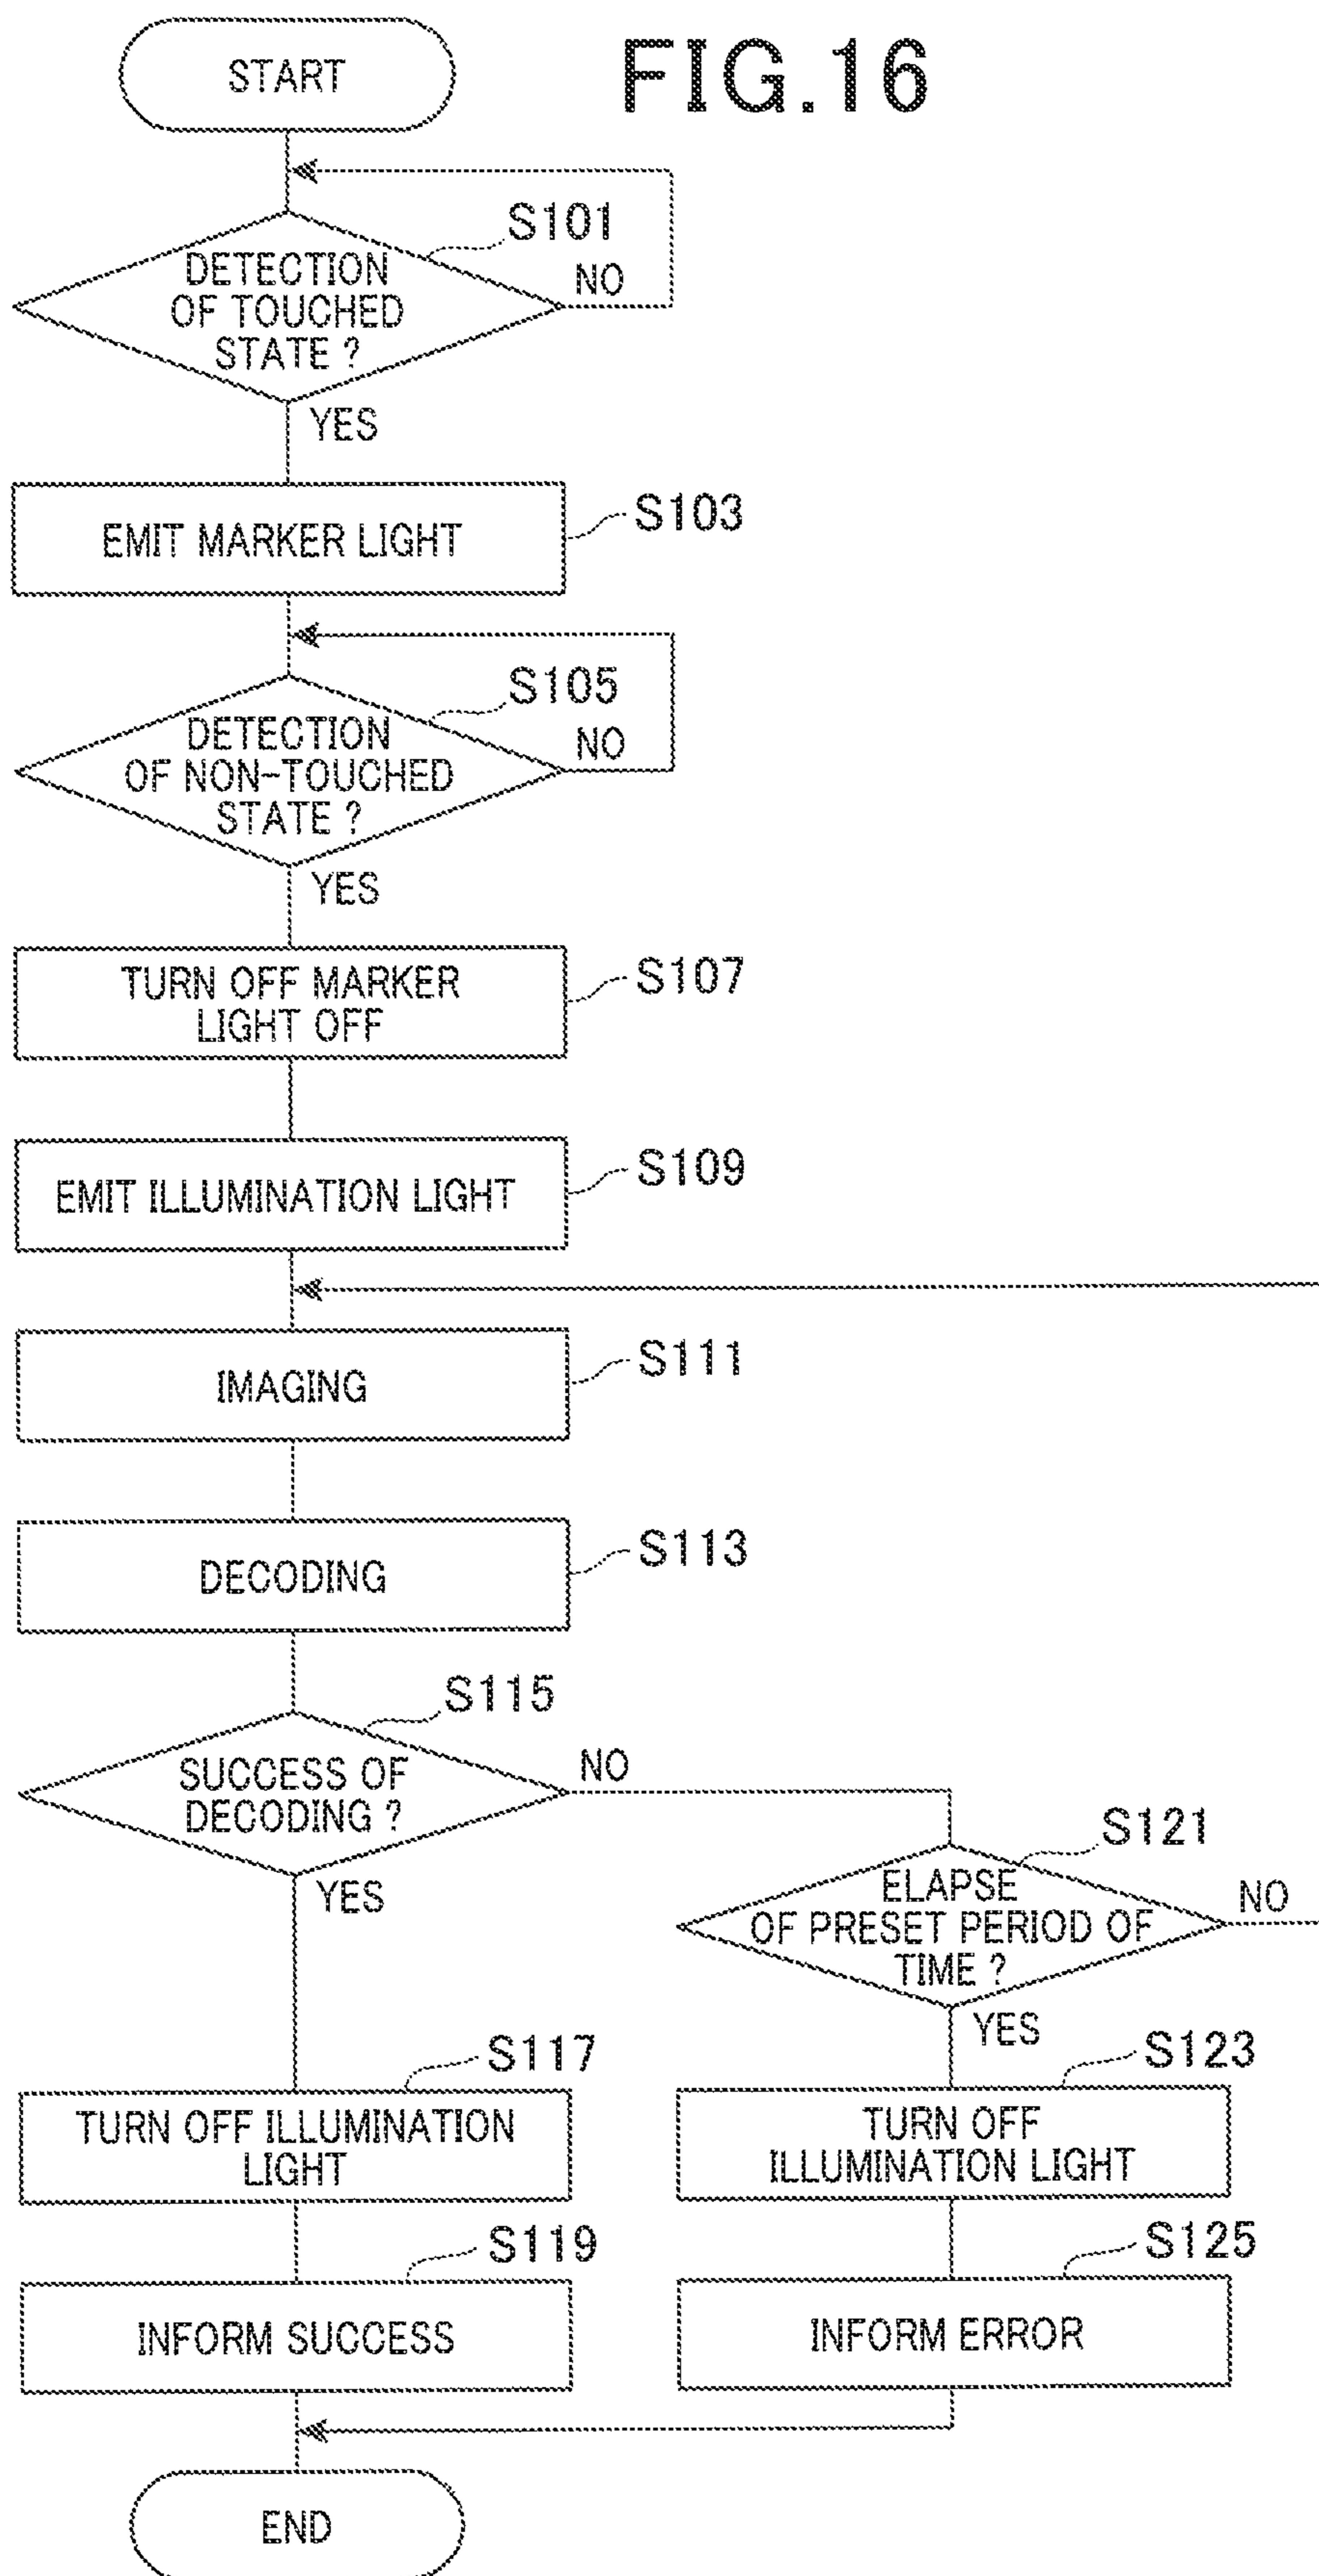 START
FIG.16
S101
DETECTION
OF TOUCHED
STATE ?
NO
YES
EMIT MARKER LIGHT
S103
S105
DETECTION
OF NON-TOUCHED
STATE ?
NO
YES
TURN OFF MARKER
LIGHT OFF
S107
EMIT ILLUMINATION LIGHT
S109
IMAGING
S111
DECODING
S113
S115
SUCCESS OF
DECODING ?
NO
YES
S121
ELAPSE
OF PRESET PERIOD OF
TIME ?
NO
YES
S117
TURN OFF ILLUMINATION
LIGHT
S123
TURN OFF
ILLUMINATION LIGHT
S119
INFORM SUCCESS
S125
INFORM ERROR
END